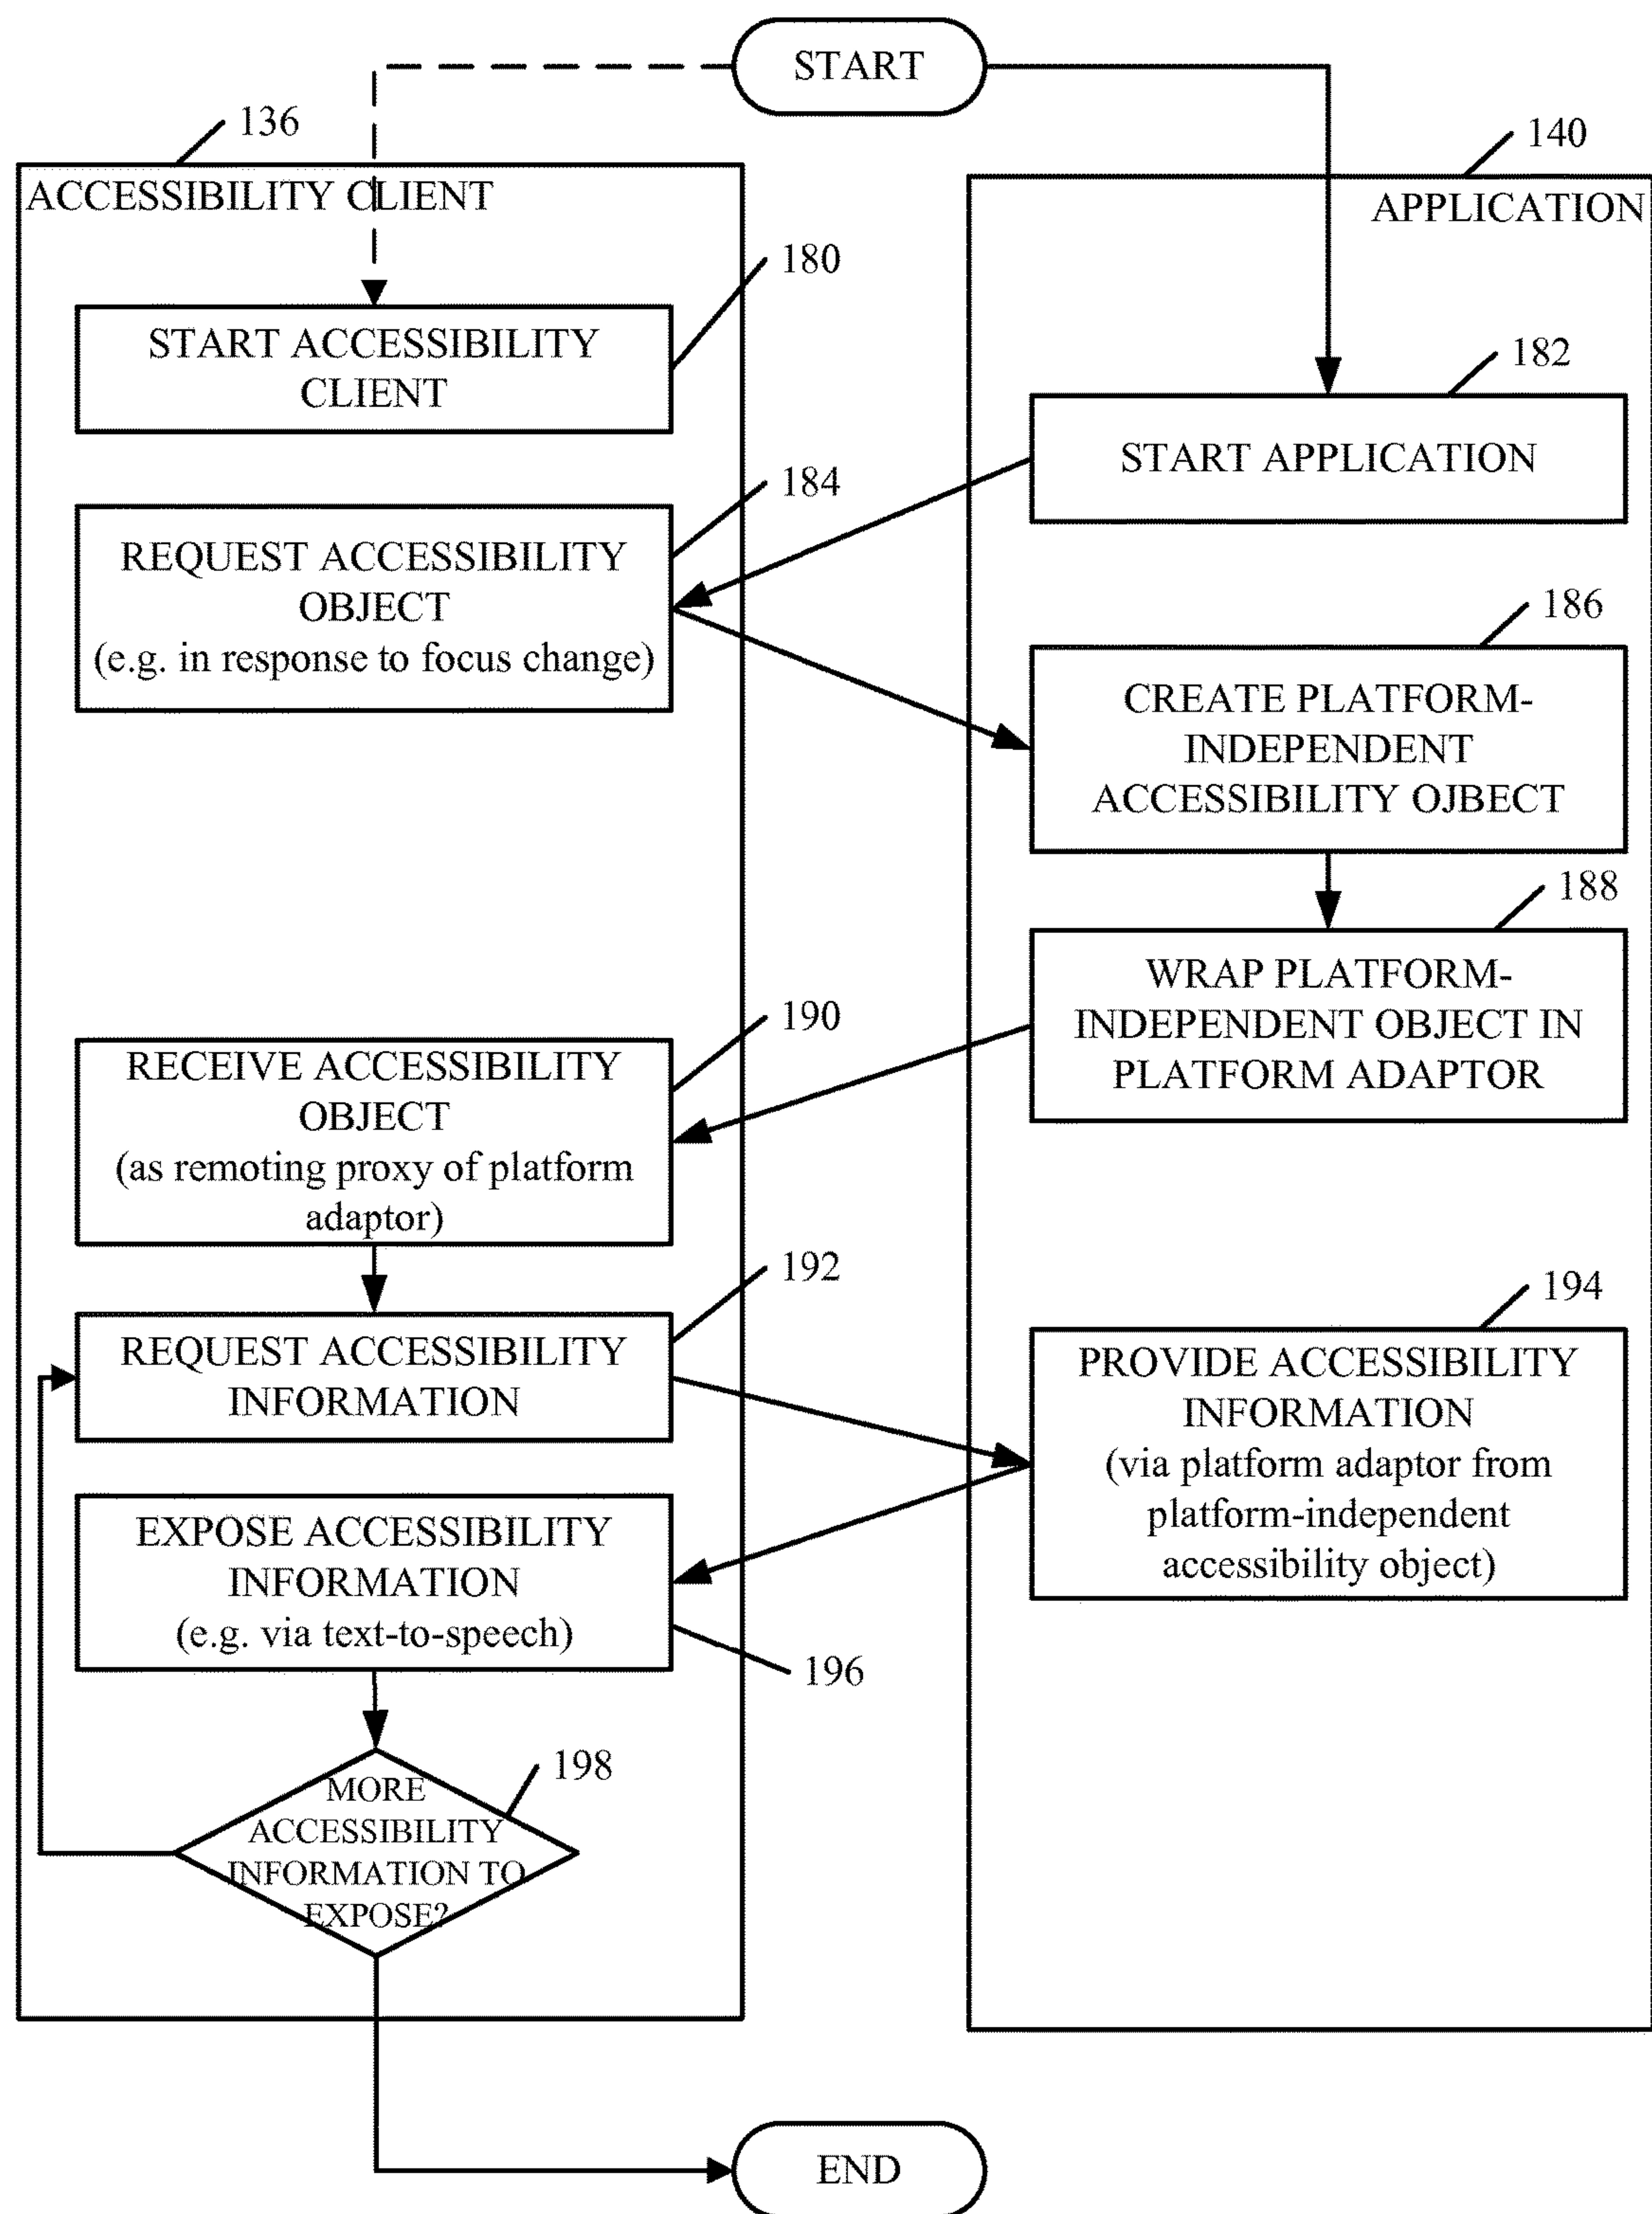 START
136
140
ACCESSIBILITY CLIENT
APPLICATION
180
START ACCESSIBILITY
CLIENT
182
START APPLICATION
184
REQUEST ACCESSIBILITY
OBJECT
(e.g. in response to focus change)
186
CREATE PLATFORM-
INDEPENDENT
ACCESSIBILITY OJBECT
188
WRAP PLATFORM-
INDEPENDENT OBJECT IN
PLATFORM ADAPTOR
190
RECEIVE ACCESSIBILITY
OBJECT
(as remoting proxy of platform
adaptor)
192
REQUEST ACCESSIBILITY
INFORMATION
194
PROVIDE ACCESSIBILITY
INFORMATION
(via platform adaptor from
platform-independent
accessibility object)
EXPOSE ACCESSIBILITY
INFORMATION
(e.g. via text-to-speech)
196
198
MORE
ACCESSIBILITY
INFORMATION TO
EXPOSE?
END